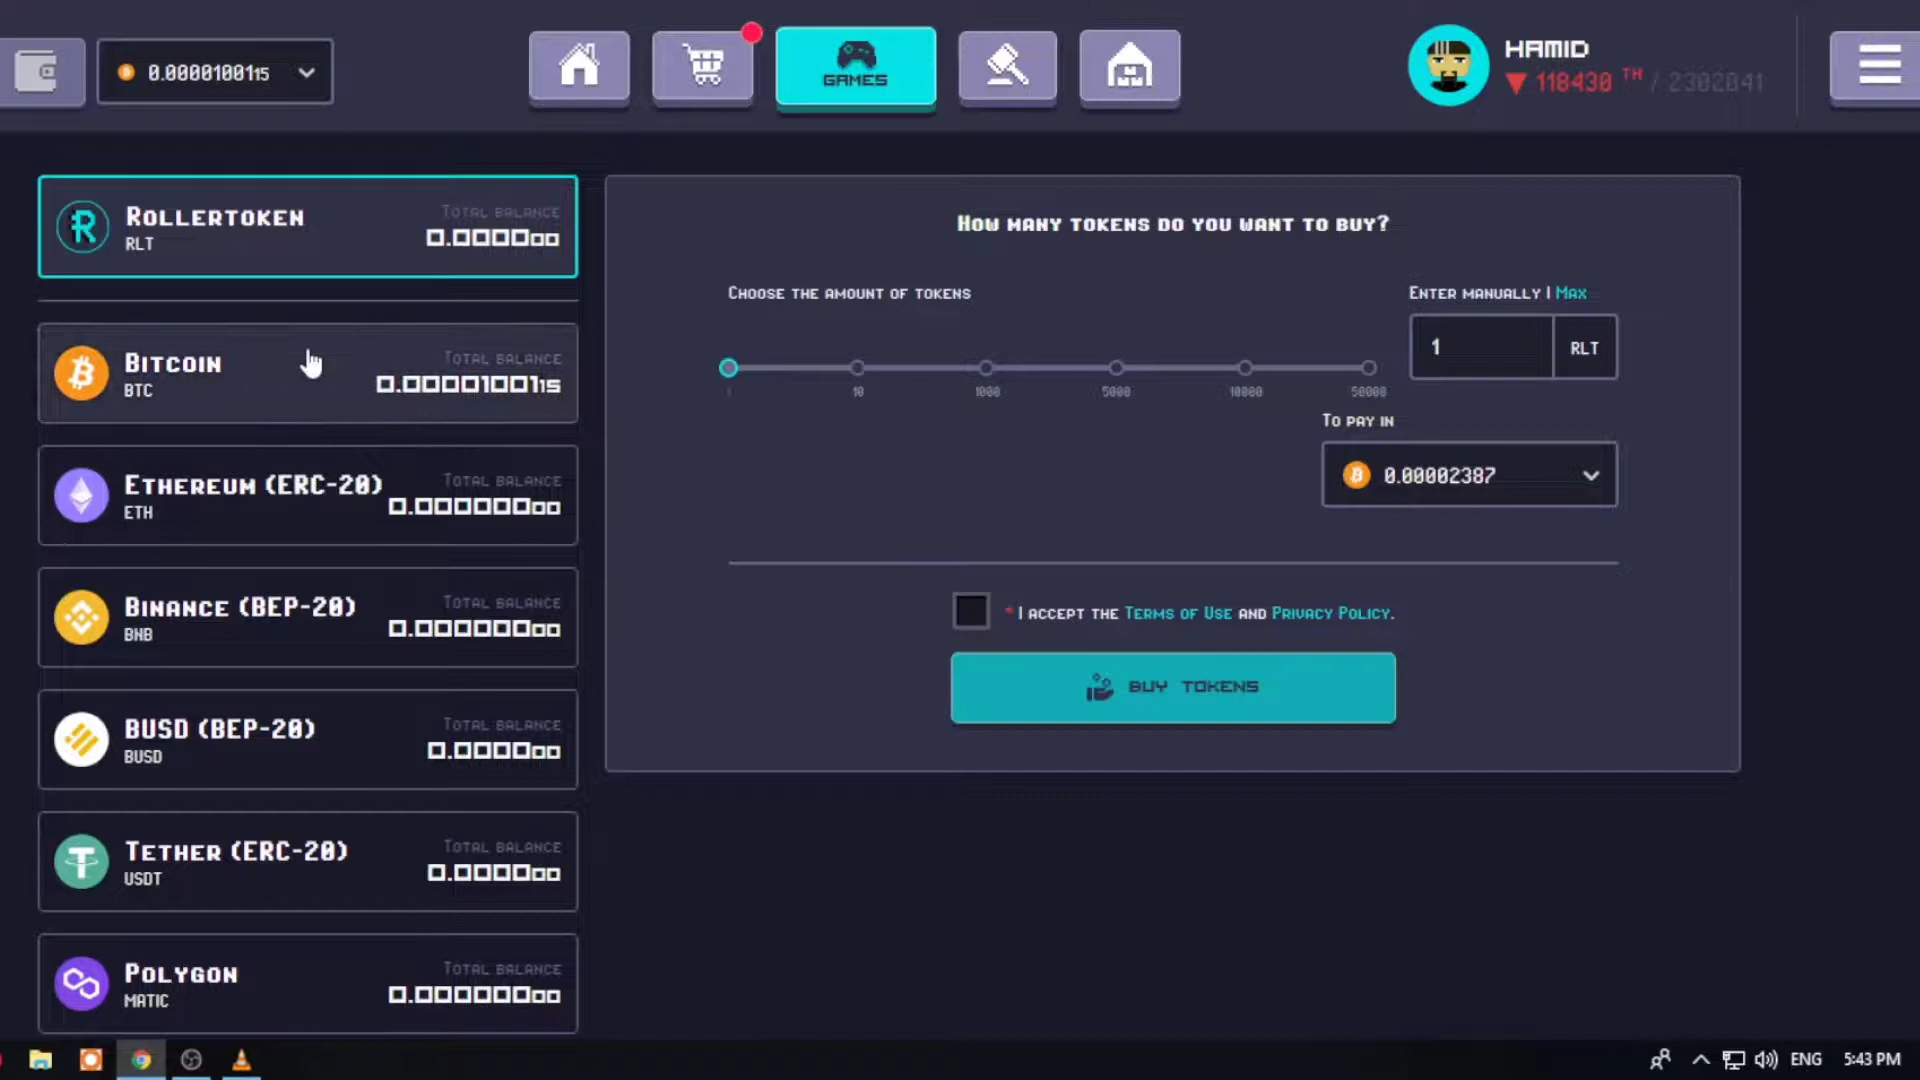 0.0000100115
GAMES
HAMID
118430 TH / 2302841
ROLLERTOKEN
RLT
TOTAL BALANCE
0.000000
BITCOIN
BTC
TOTAL BALANCE
0.0000100115
ETHEREUM (ERC-20)
ETH
TOTAL BALANCE
0.00000000
BINANCE (BEP-20)
BNB
TOTAL BALANCE
0.00000000
BUSD (BEP-20)
BUSD
TOTAL BALANCE
0.000000
TETHER (ERC-20)
USDT
TOTAL BALANCE
0.000000
POLYGON
MATIC
TOTAL BALANCE
0.00000000
HOW MANY TOKENS DO YOU WANT TO BUY?
CHOOSE THE AMOUNT OF TOKENS
1 10 1000 5000 10000 50000
ENTER MANUALLY | MAX
1 RLT
TO PAY IN
0.00002387
* I ACCEPT THE TERMS OF USE AND PRIVACY POLICY.
BUY TOKENS
ENG 5:43 PM